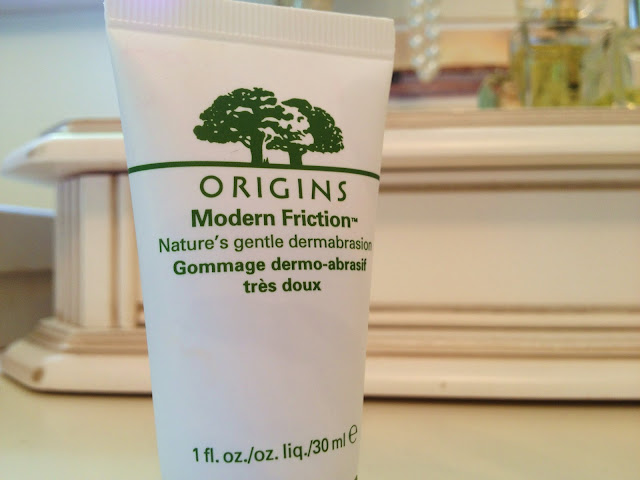 ORIGINS
Modern Friction™
Nature's gentle dermabrasion
Gommage dermo-abrasif
très doux
1 fl. oz./oz. liq./30 ml ℮